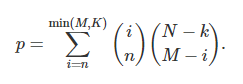 p = \sum_{i=n}^{\min(M,K)} \binom{i}{n} \binom{N-k}{M-i}.